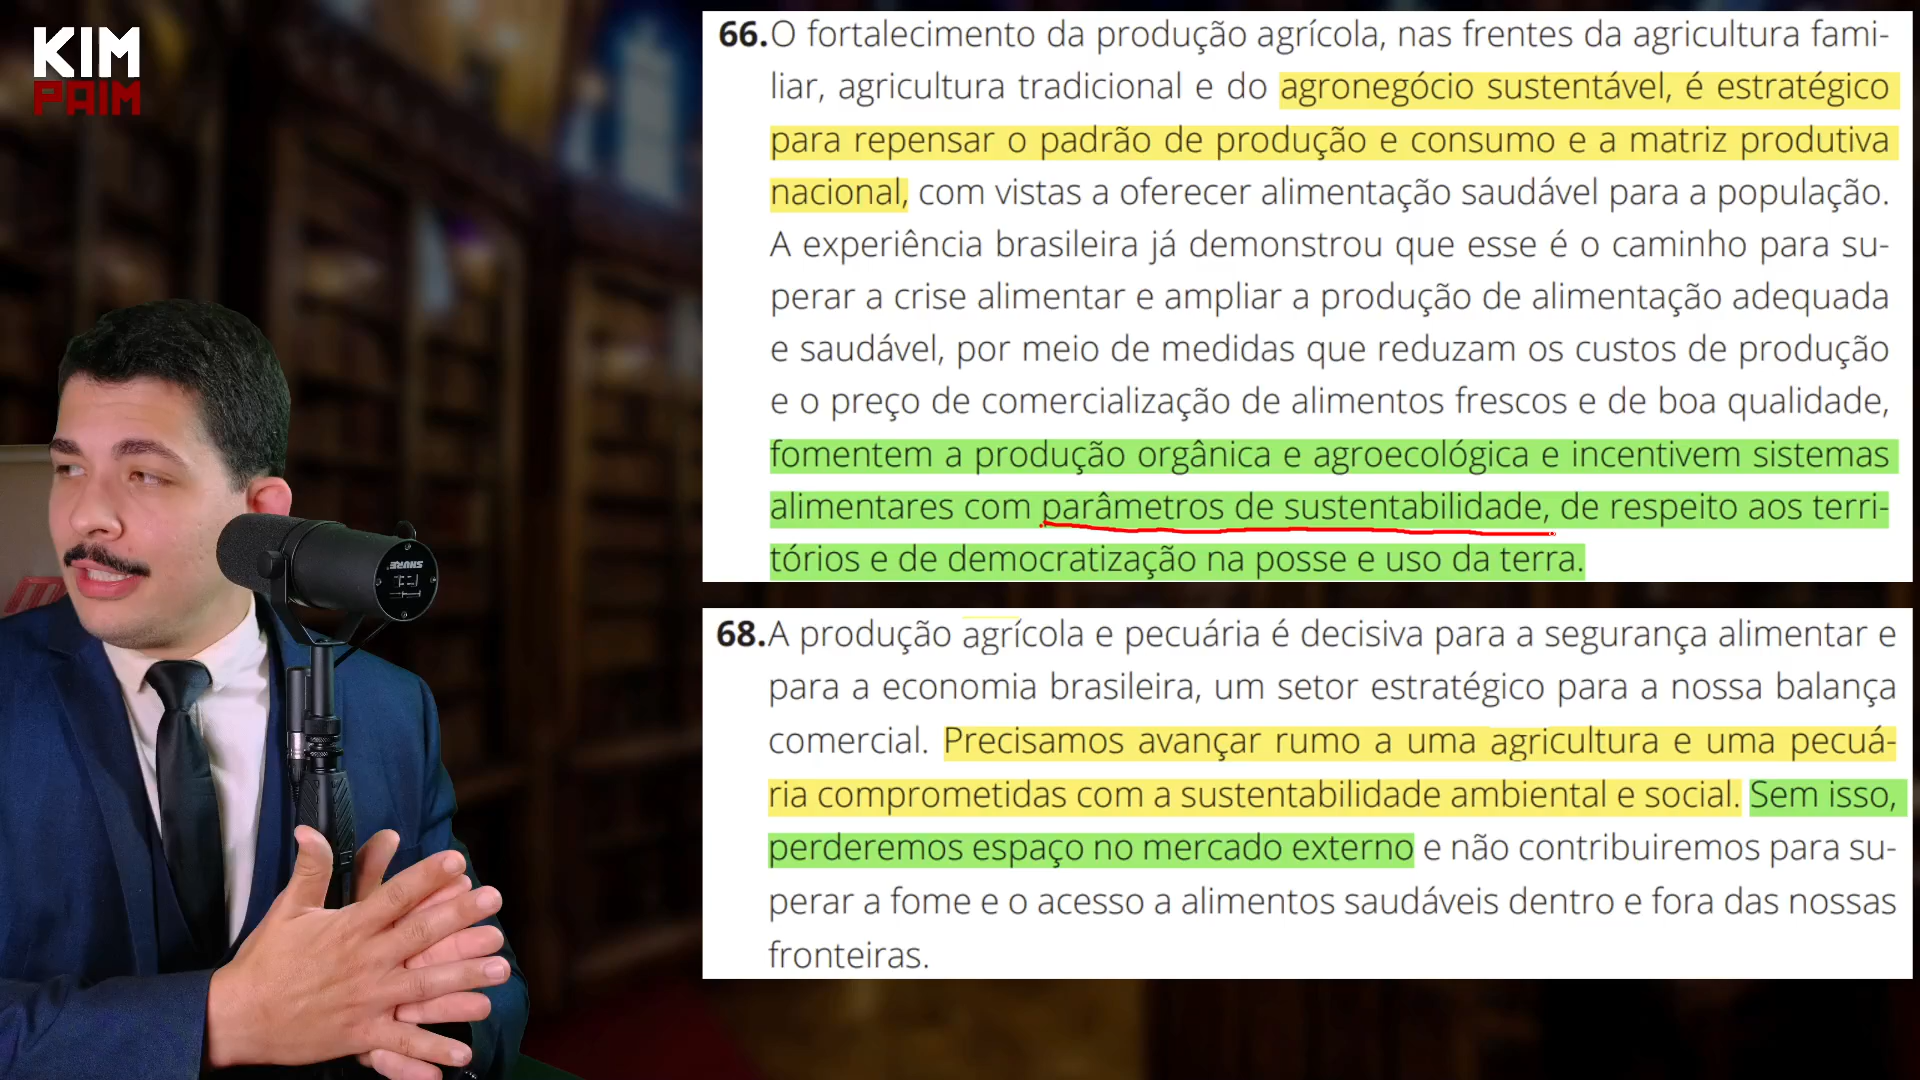 KIM
PAIM
66.O fortalecimento da produção agrícola, nas frentes da agricultura fami-
liar, agricultura tradicional e do agronegócio sustentável, é estratégico
para repensar o padrão de produção e consumo e a matriz produtiva
nacional, com vistas a oferecer alimentação saudável para a população.
A experiência brasileira já demonstrou que esse é o caminho para su-
perar a crise alimentar e ampliar a produção de alimentação adequada
e saudável, por meio de medidas que reduzam os custos de produção
e o preço de comercialização de alimentos frescos e de boa qualidade,
fomentem a produção orgânica e agroecológica e incentivem sistemas
alimentares com parâmetros de sustentabilidade, de respeito aos terri-
tórios e de democratização na posse e uso da terra.
SHURE
68.A produção agrícola e pecuária é decisiva para a segurança alimentar e
para a economia brasileira, um setor estratégico para a nossa balança
comercial. Precisamos avançar rumo a uma agricultura e uma pecuá-
ria comprometidas com a sustentabilidade ambiental e social. Sem isso,
perderemos espaço no mercado externo e não contribuiremos para su-
perar a fome e o acesso a alimentos saudáveis dentro e fora das nossas
fronteiras.